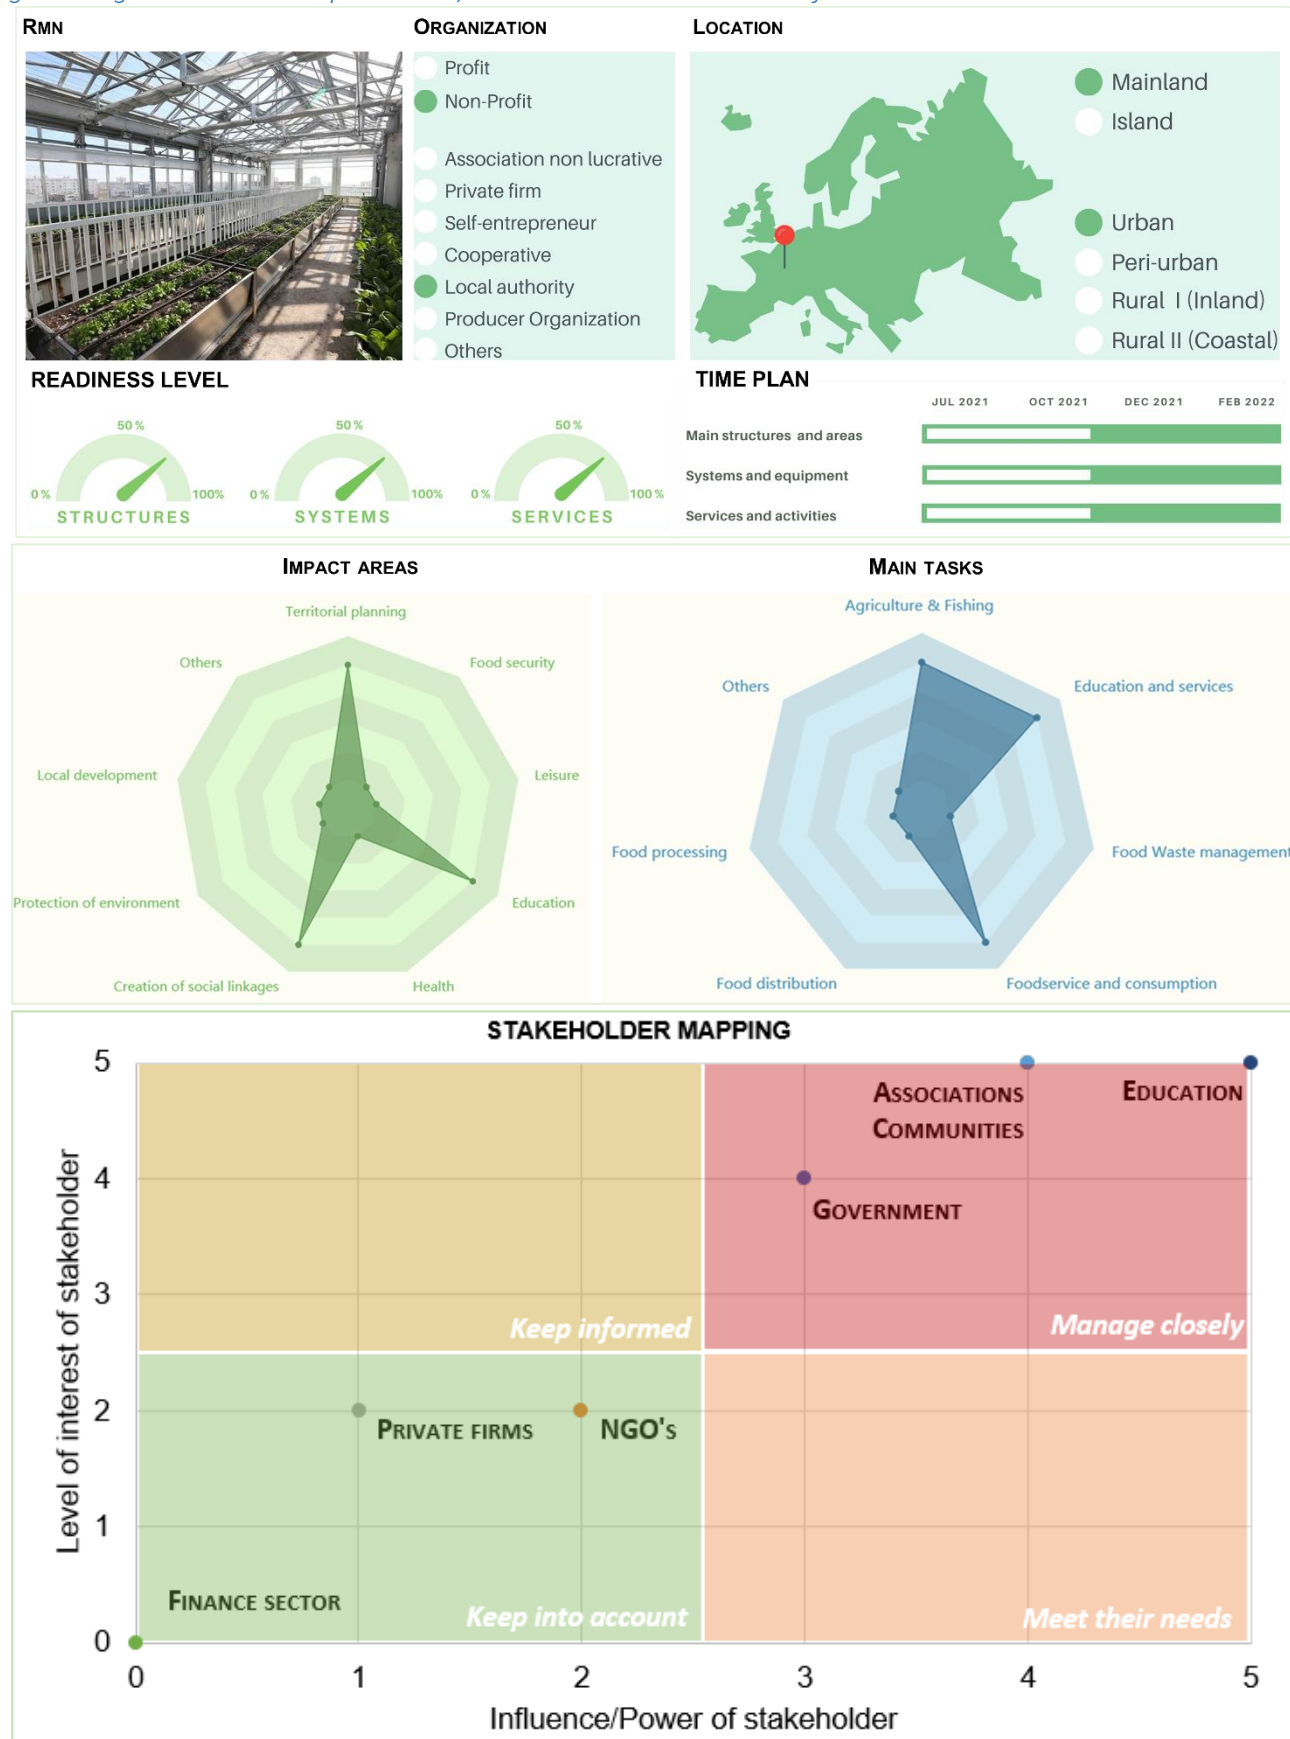 RMN
ORGANIZATION
LOCATION
Profit
Non-Profit
Association non lucrative
Private firm
Self-entrepreneur
Cooperative
Local authority
Producer Organization
Others
Mainland
Island
Urban
Peri-urban
Rural I (Inland)
Rural II (Coastal)
READINESS LEVEL
50 %
0 %
100%
STRUCTURES
50 %
0 %
100%
SYSTEMS
50 %
0 %
100 %
SERVICES
TIME PLAN
JUL 2021 OCT 2021 DEC 2021 FEB 2022
Main structures and areas
Systems and equipment
Services and activities
IMPACT AREAS
Territorial planning
Others
Food security
Local development
Leisure
Protection of environment
Education
Creation of social linkages
Health
MAIN TASKS
Agriculture & Fishing
Others
Education and services
Food processing
Food Waste management
Food distribution
Foodservice and consumption
STAKEHOLDER MAPPING
5
ASSOCIATIONS
COMMUNITIES
EDUCATION
4
GOVERNMENT
3
Keep informed
Manage closely
2
PRIVATE FIRMS
NGO'S
1
FINANCE SECTOR
Keep into account
Meet their needs
0
0 1 2 3 4 5
Level of interest of stakeholder
Influence/Power of stakeholder